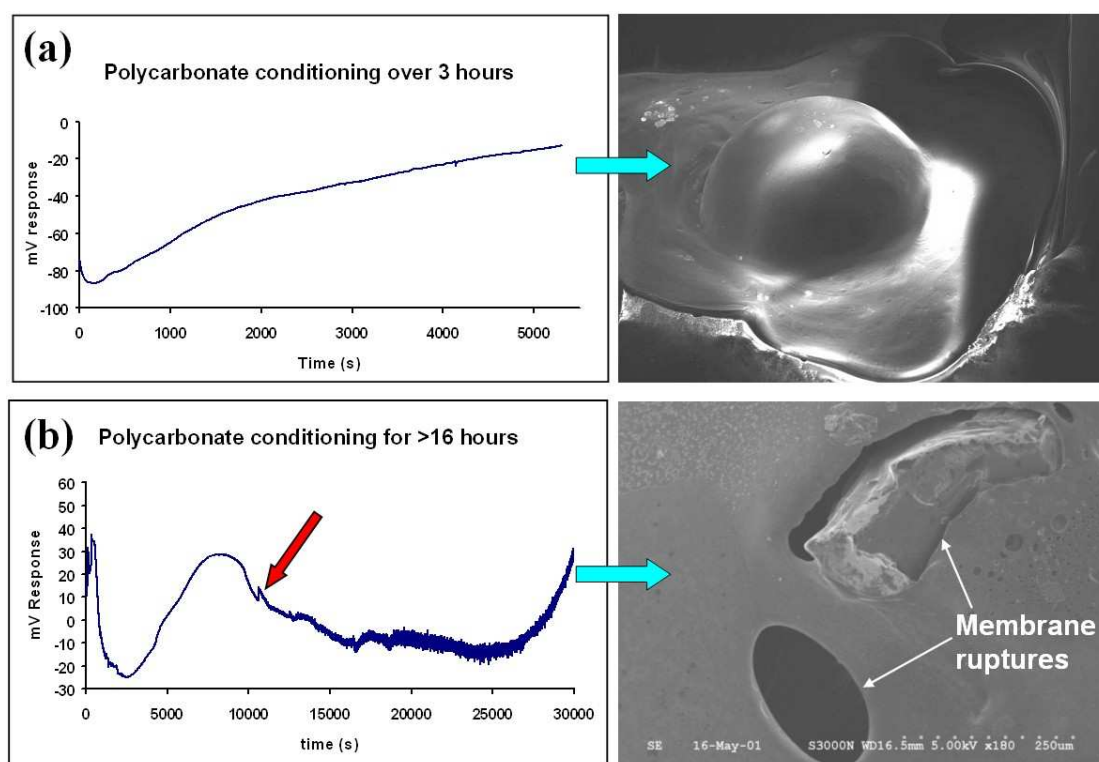 (a)
Polycarbonate conditioning over 3 hours
mV response
0
-20
-40
-60
-80
-100
0 1000 2000 3000 4000 5000
Time (s)
(b)
Polycarbonate conditioning for >16 hours
mV Response
60
50
40
30
20
10
0
-10
-20
-30
0 5000 10000 15000 20000 25000 30000
time (s)
Membrane
ruptures
SE 16-May-01 S3000N WD16.5mm 5.00kV x180 250um